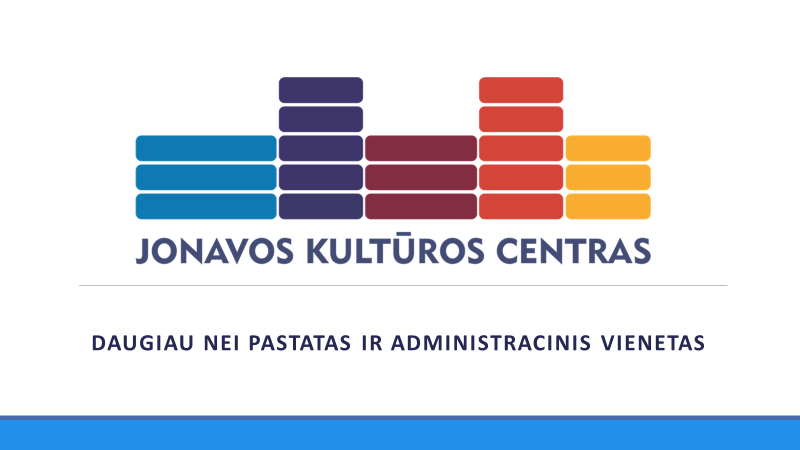 JONAVOS KULTŪROS CENTRAS
DAUGIAU NEI PASTATAS IR ADMINISTRACINIS VIENETAS